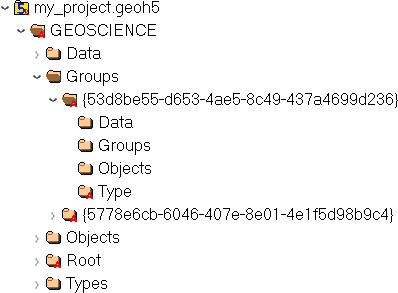 my_project.geoh5
GEOSCIENCE
Data
Groups
{53d8be55-d653-4ae5-8c49-437a4699d236}
Data
Groups
Objects
Type
{5778e6cb-6046-407e-8e01-4e1f5d98b9c4}
Objects
Root
Types